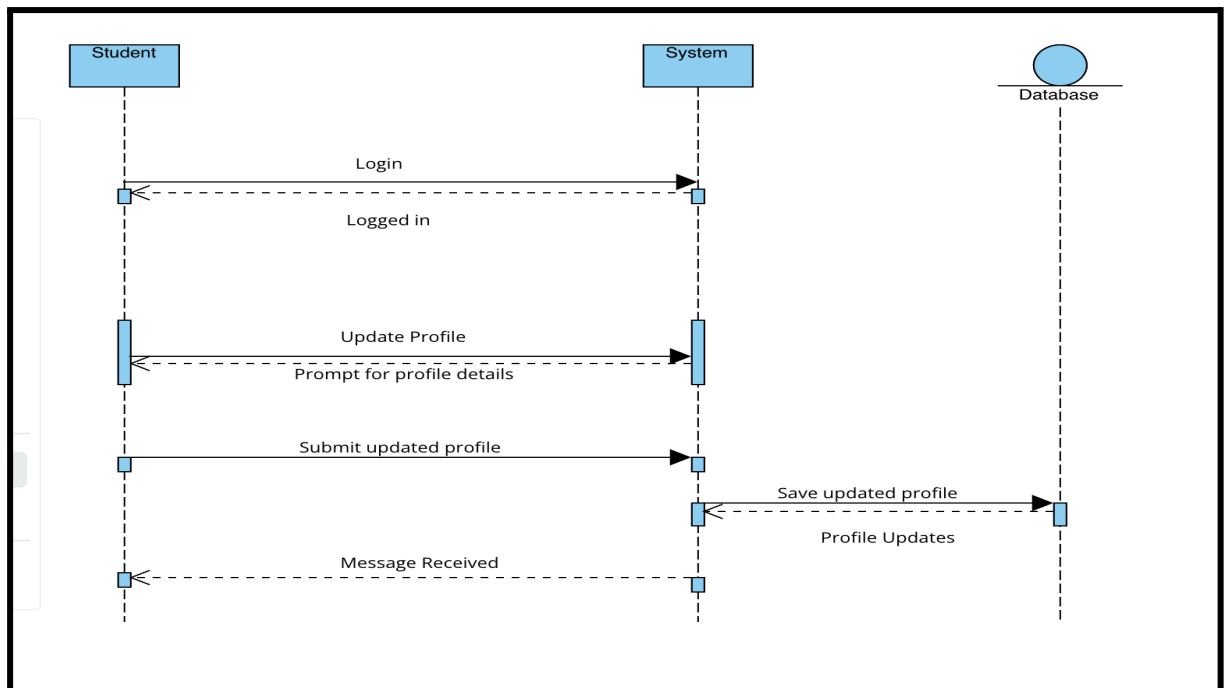 Student
System
Database
Login
Logged in
Update Profile
Prompt for profile details
Submit updated profile
Save updated profile
Profile Updates
Message Received